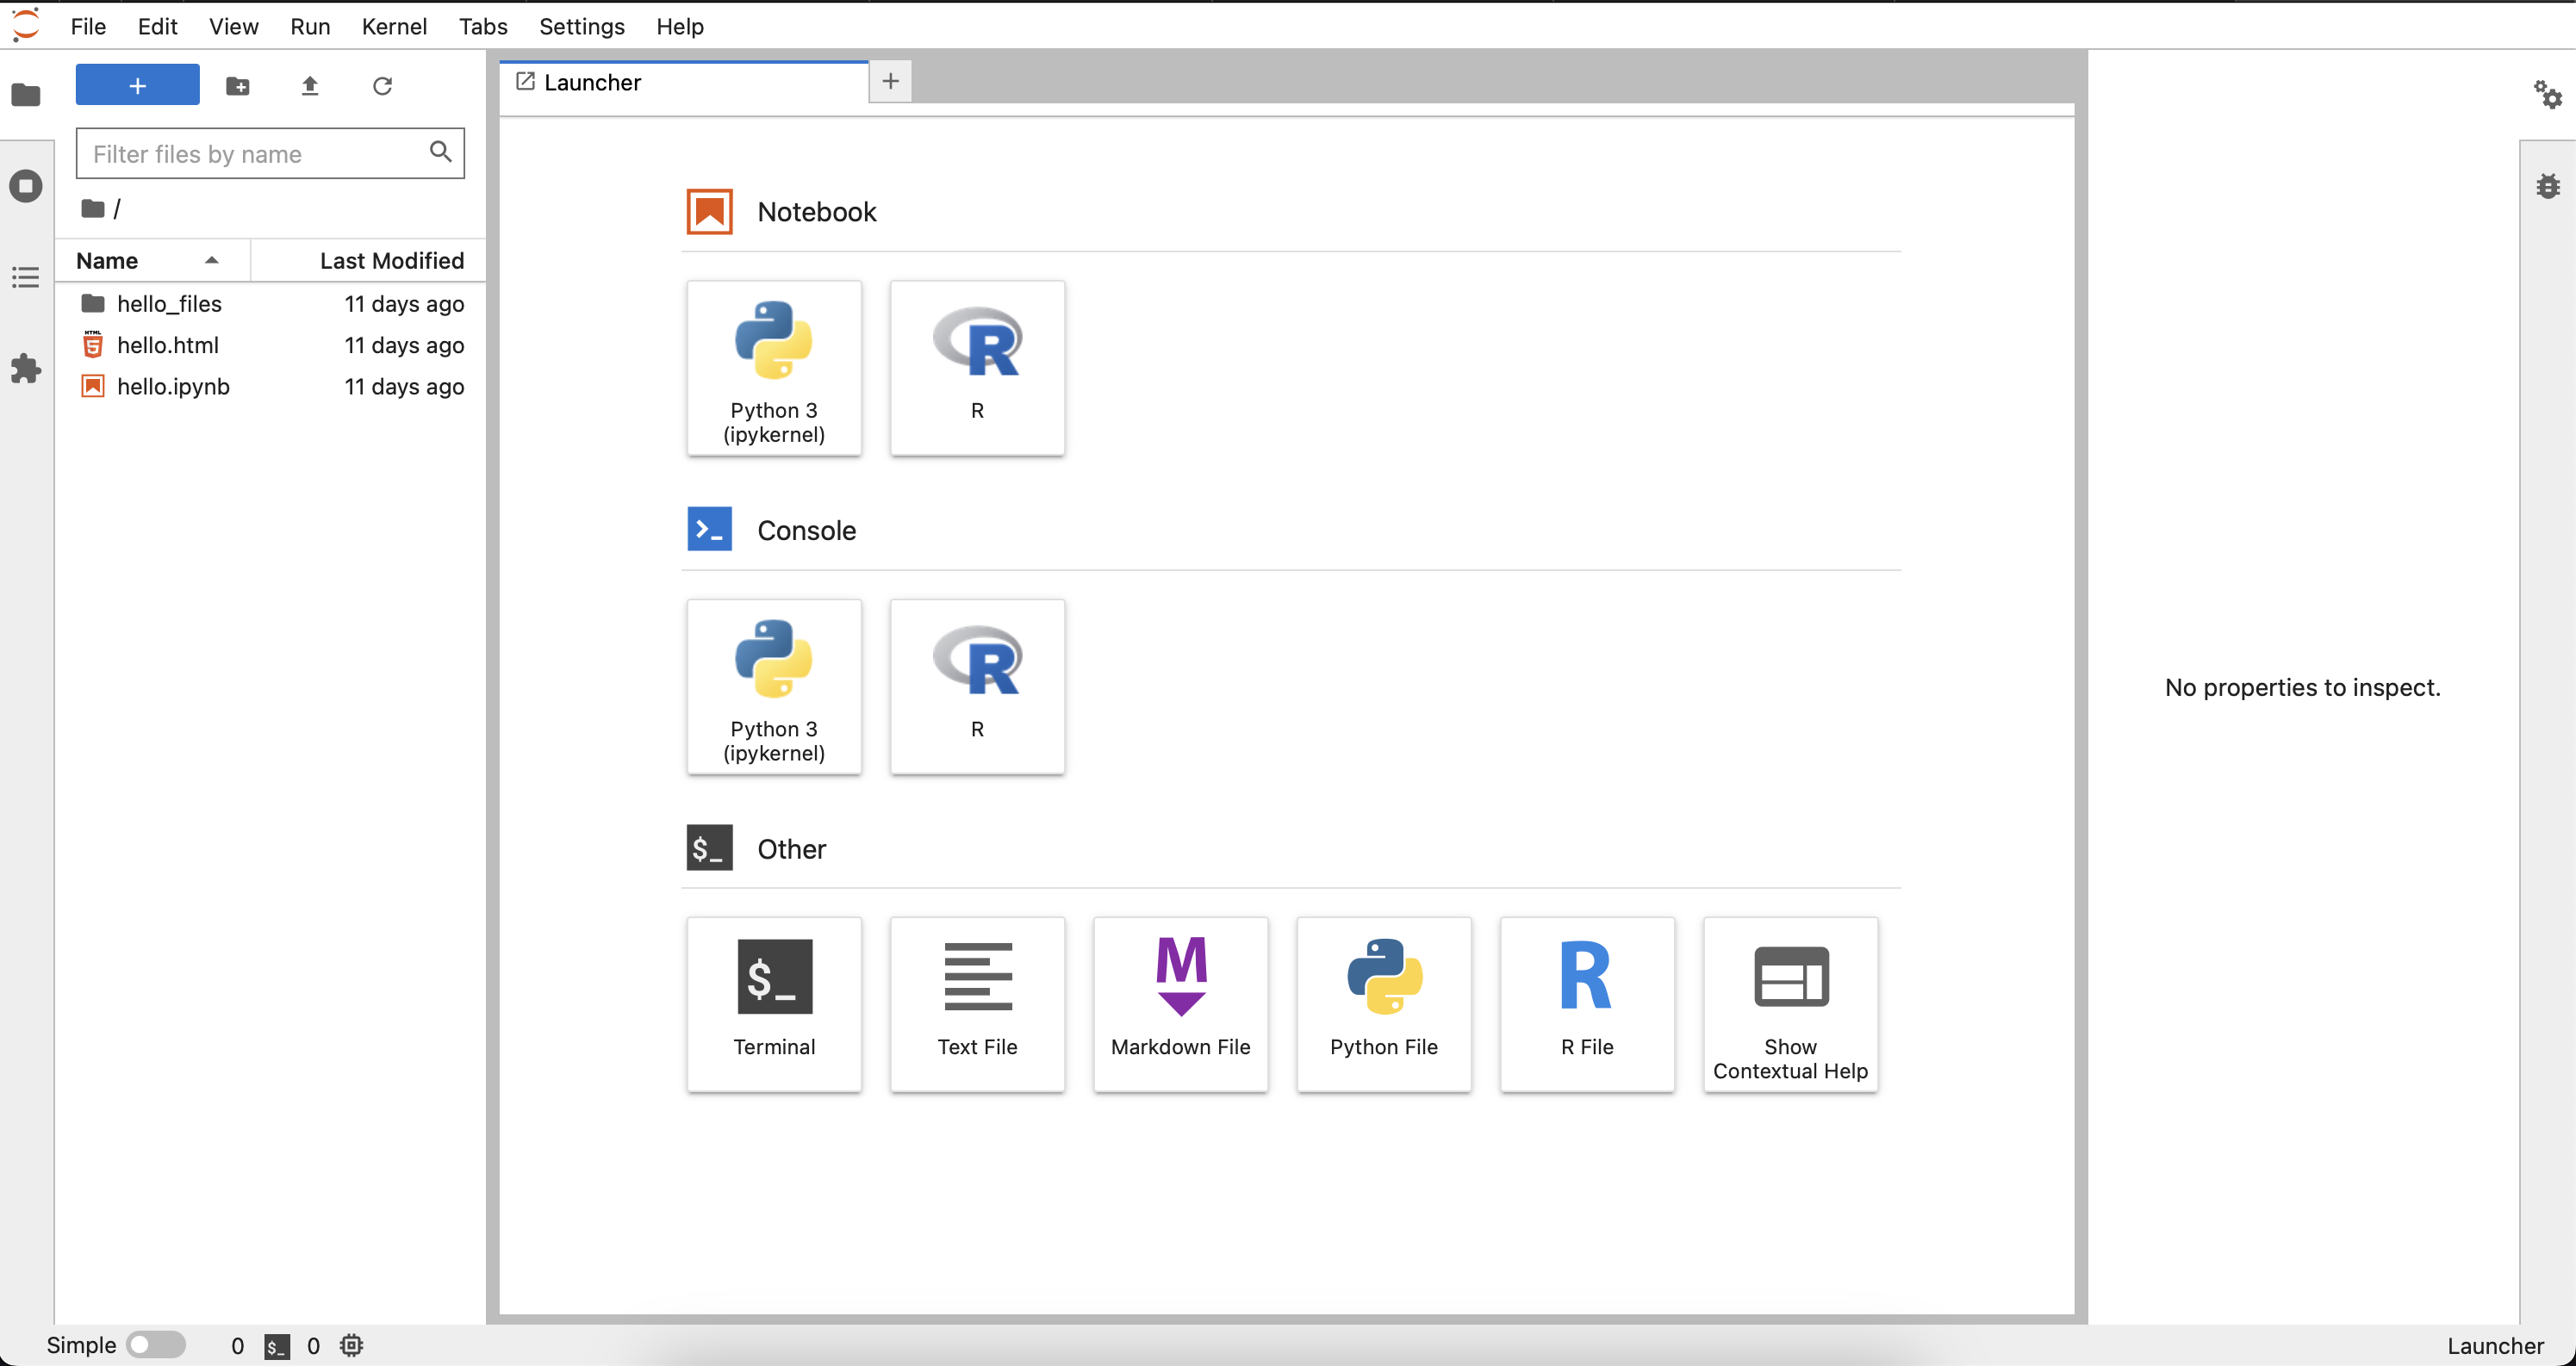 File Edit View Run Kernel Tabs Settings Help
+
Filter files by name
/
Name Last Modified
hello_files 11 days ago
HTML
5
hello.html 11 days ago
hello.ipynb 11 days ago
Launcher +
Notebook
Python 3
(ipykernel)
R
R
>_ Console
Python 3
(ipykernel)
R
R
$_ Other
$_
Terminal
Text File
M
Markdown File
Python File
R
R File
Show
Contextual Help
No properties to inspect.
Simple 0 $_ 0 Launcher